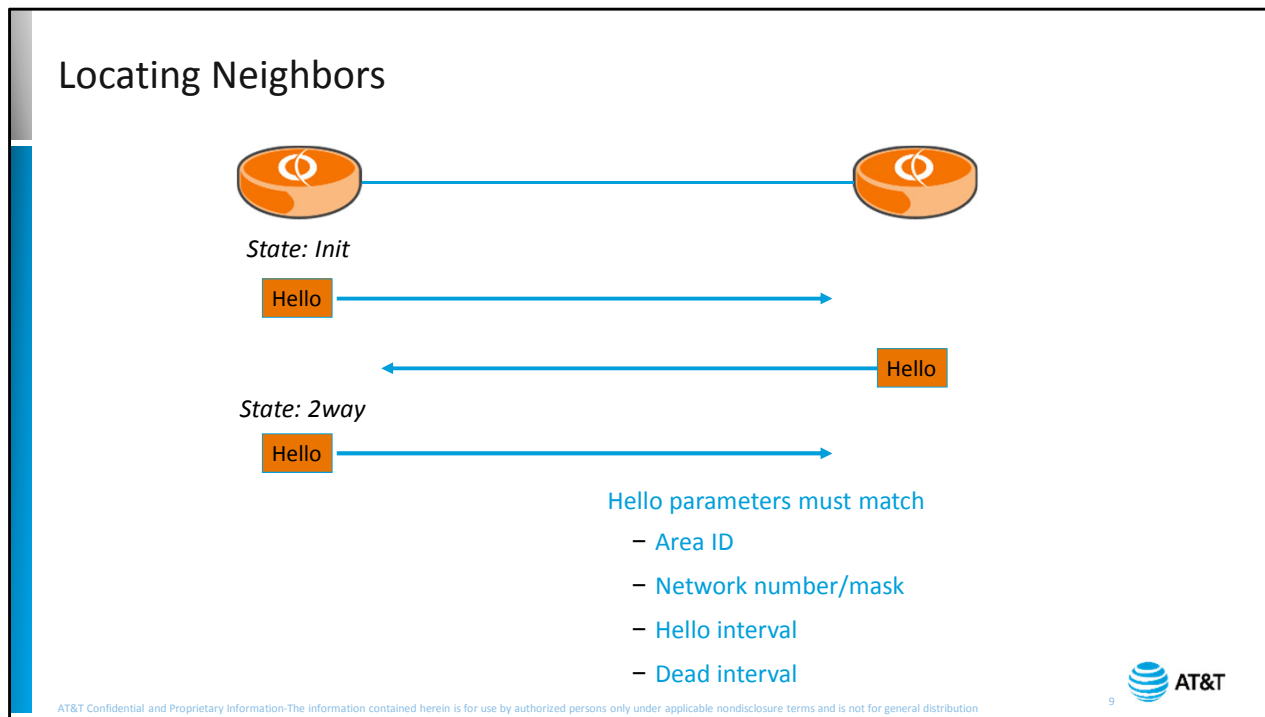 Locating Neighbors
State: Init
Hello
Hello
State: 2way
Hello
Hello parameters must match
– Area ID
– Network number/mask
– Hello interval
– Dead interval
AT&T Confidential and Proprietary Information-The information contained herein is for use by authorized persons only under applicable nondisclosure terms and is not for general distribution
9
AT&T